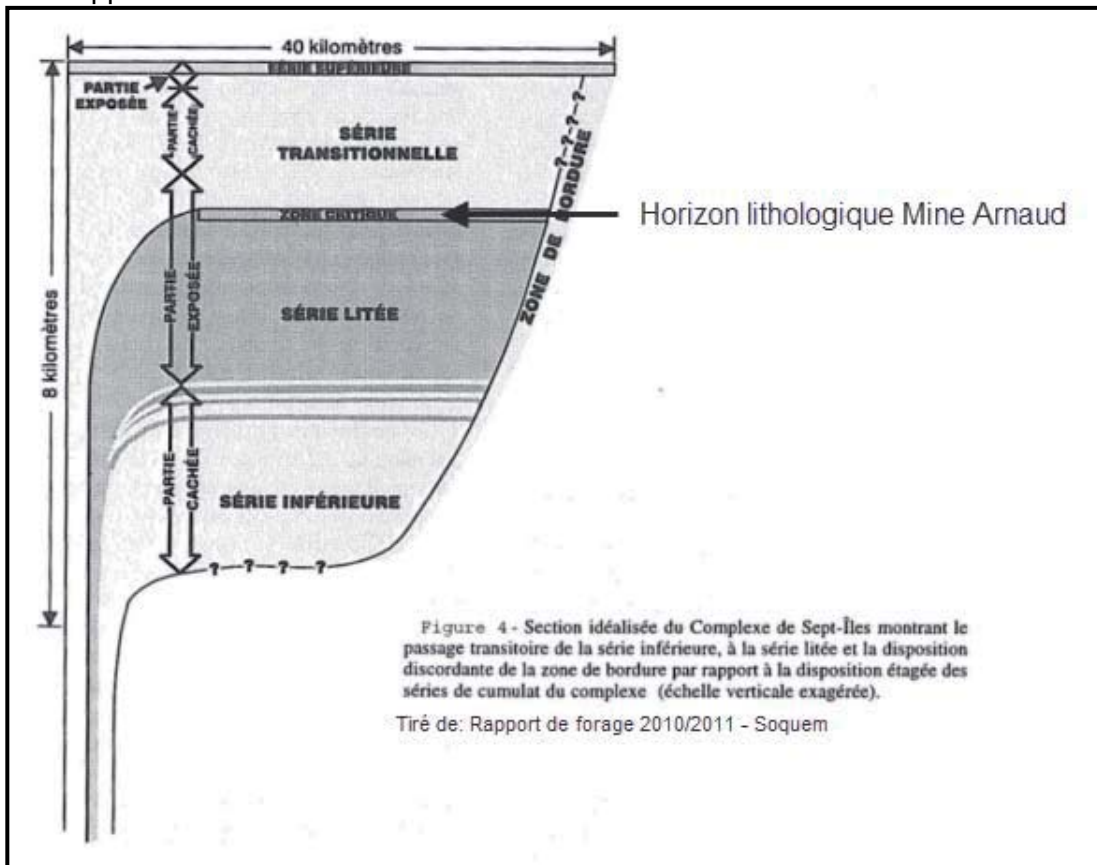 40 kilomètres
SÉRIE SUPÉRIEURE
PARTIE
EXPOSÉE
PARTIE
CACHÉE
SÉRIE
TRANSITIONNELLE
?-?-?-?-?
ZONE DE BORDURE
ZONE CRITIQUE
Horizon lithologique Mine Arnaud
8 kilomètres
PARTIE
EXPOSÉE
SÉRIE LITÉE
PARTIE
CACHÉE
SÉRIE INFÉRIEURE
?-?-?-?
Figure 4 - Section idéalisée du Complexe de Sept-Îles montrant le
passage transitoire de la série inférieure, à la série litée et la disposition
discordante de la zone de bordure par rapport à la disposition étagée des
séries de cumulat du complexe (échelle verticale exagérée).
Tiré de: Rapport de forage 2010/2011 - Soquem